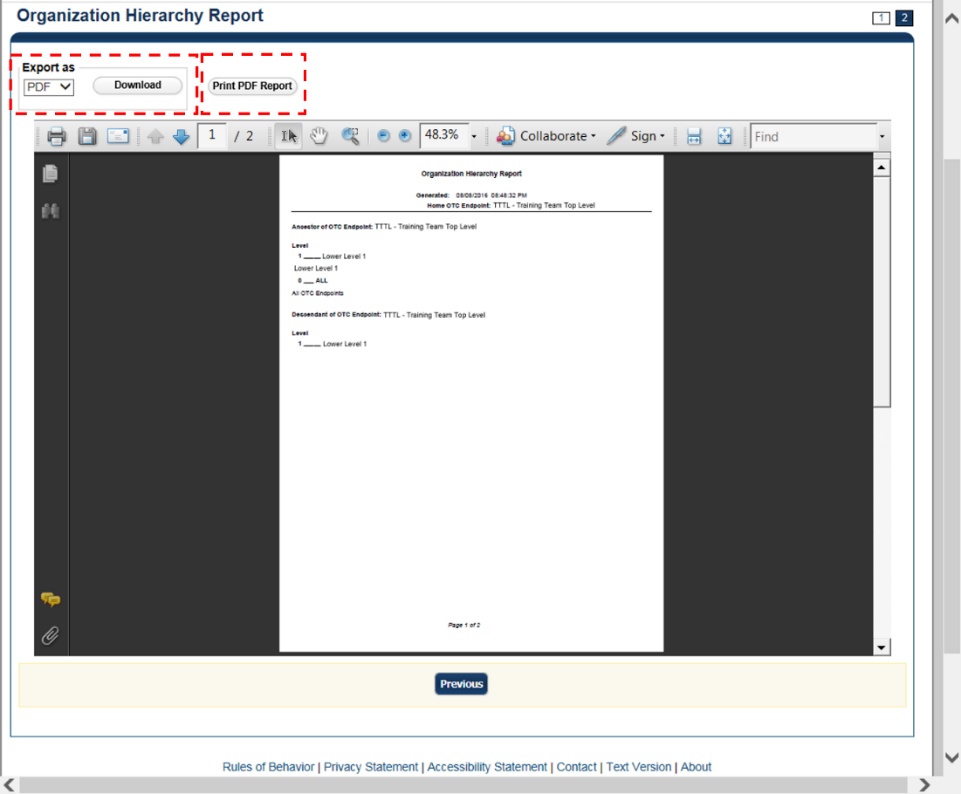 Organization Hierarchy Report
1 2
Export as
PDF Download Print PDF Report
1 / 2 48.3% Collaborate Sign Find
Organization Hierarchy Report
Generated: 08/08/2016 08:48:32 PM
Home OTC Endpoint: TTTL - Training Team Top Level
Ancestor of OTC Endpoint: TTTL - Training Team Top Level
Level
1 ____ Lower Level 1
Lower Level 1
0 ___ ALL
All OTC Endpoints
Descendant of OTC Endpoint: TTTL - Training Team Top Level
Level
1 ____ Lower Level 1
Page 1 of 2
Previous
Rules of Behavior | Privacy Statement | Accessibility Statement | Contact | Text Version | About